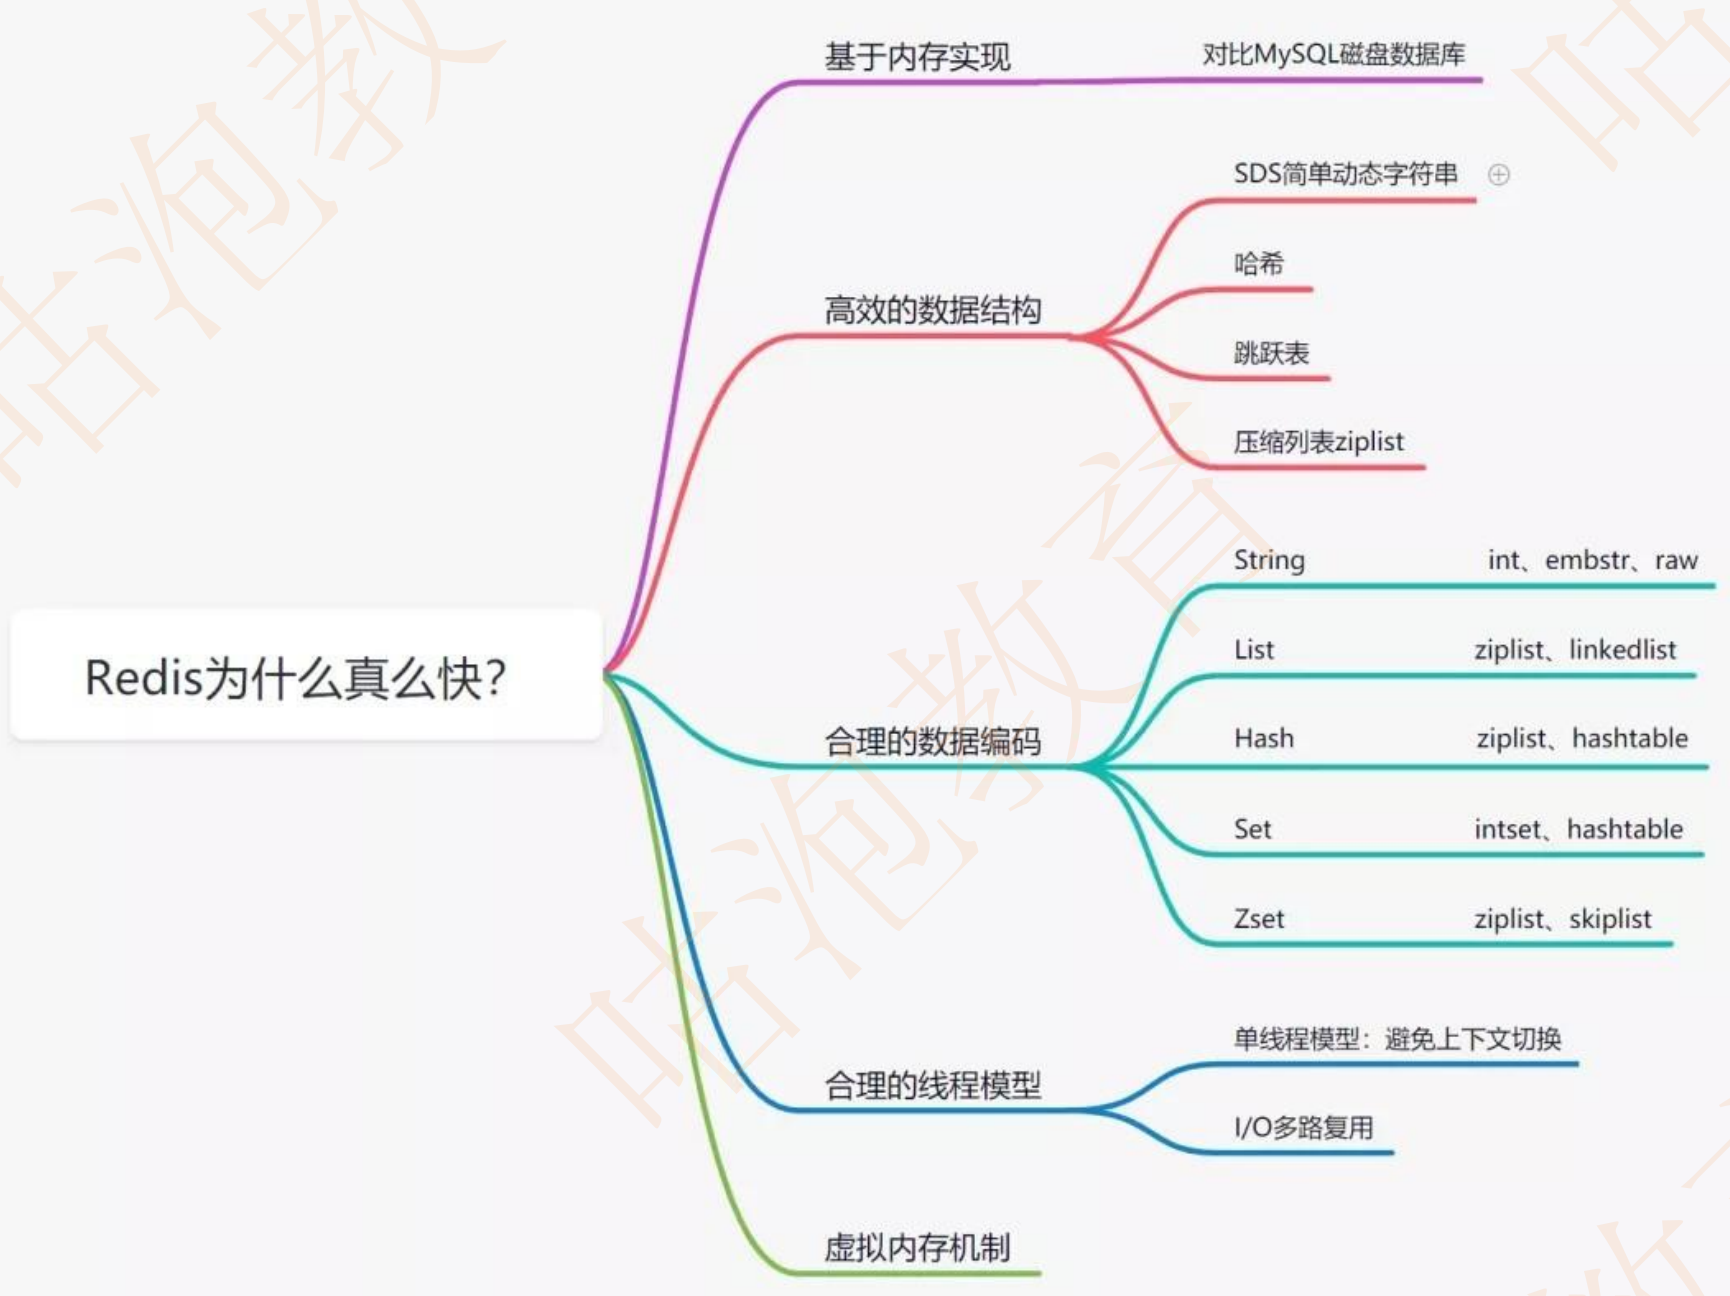 基于内存实现 对比MySQL磁盘数据库
SDS简单动态字符串
哈希
高效的数据结构
跳跃表
压缩列表ziplist
String int、embstr、raw
List ziplist、linkedlist
Redis为什么真么快?
Hash ziplist、hashtable
合理的数据编码
Set intset、hashtable
Zset ziplist、skiplist
单线程模型：避免上下文切换
合理的线程模型
I/O多路复用
虚拟内存机制
咕泡教育